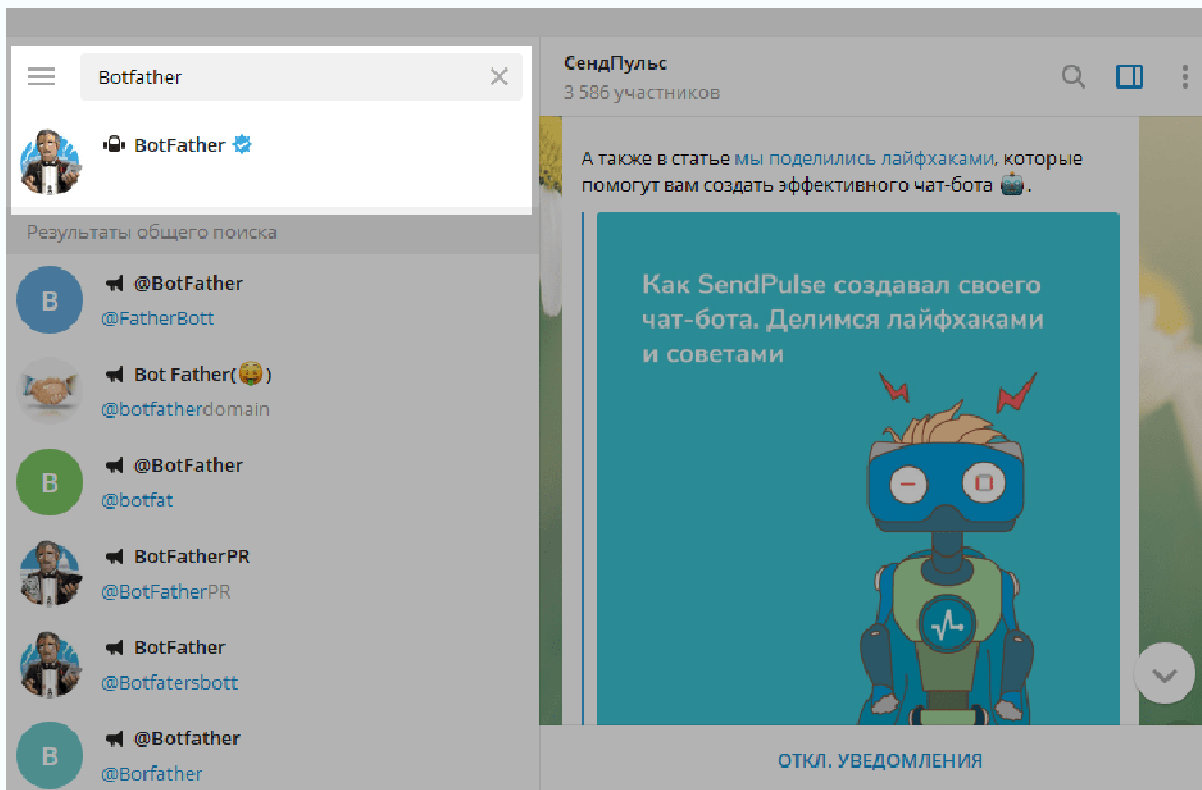 Botfather
BotFather
Результаты общего поиска
@BotFather
@FatherBott
Bot Father(🤑)
@botfatherdomain
@BotFather
@botfat
BotFatherPR
@BotFatherPR
BotFather
@Botfatersbott
@Botfather
@Borfather
B
B
B
СендПульс
3 586 участников
А также в статье мы поделились лайфхаками, которые
помогут вам создать эффективного чат-бота 🤖.
Как SendPulse создавал своего
чат-бота. Делимся лайфхаками
и советами
ОТКЛ. УВЕДОМЛЕНИЯ